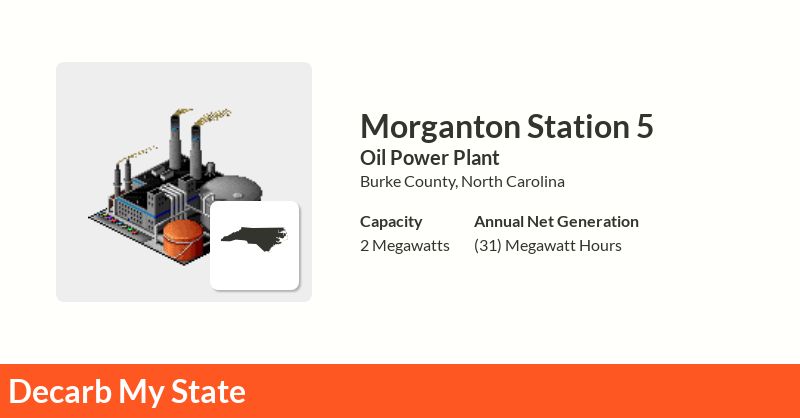 Morganton Station 5
Oil Power Plant
Burke County, North Carolina
Capacity
2 Megawatts
Annual Net Generation
(31) Megawatt Hours
Decarb My State